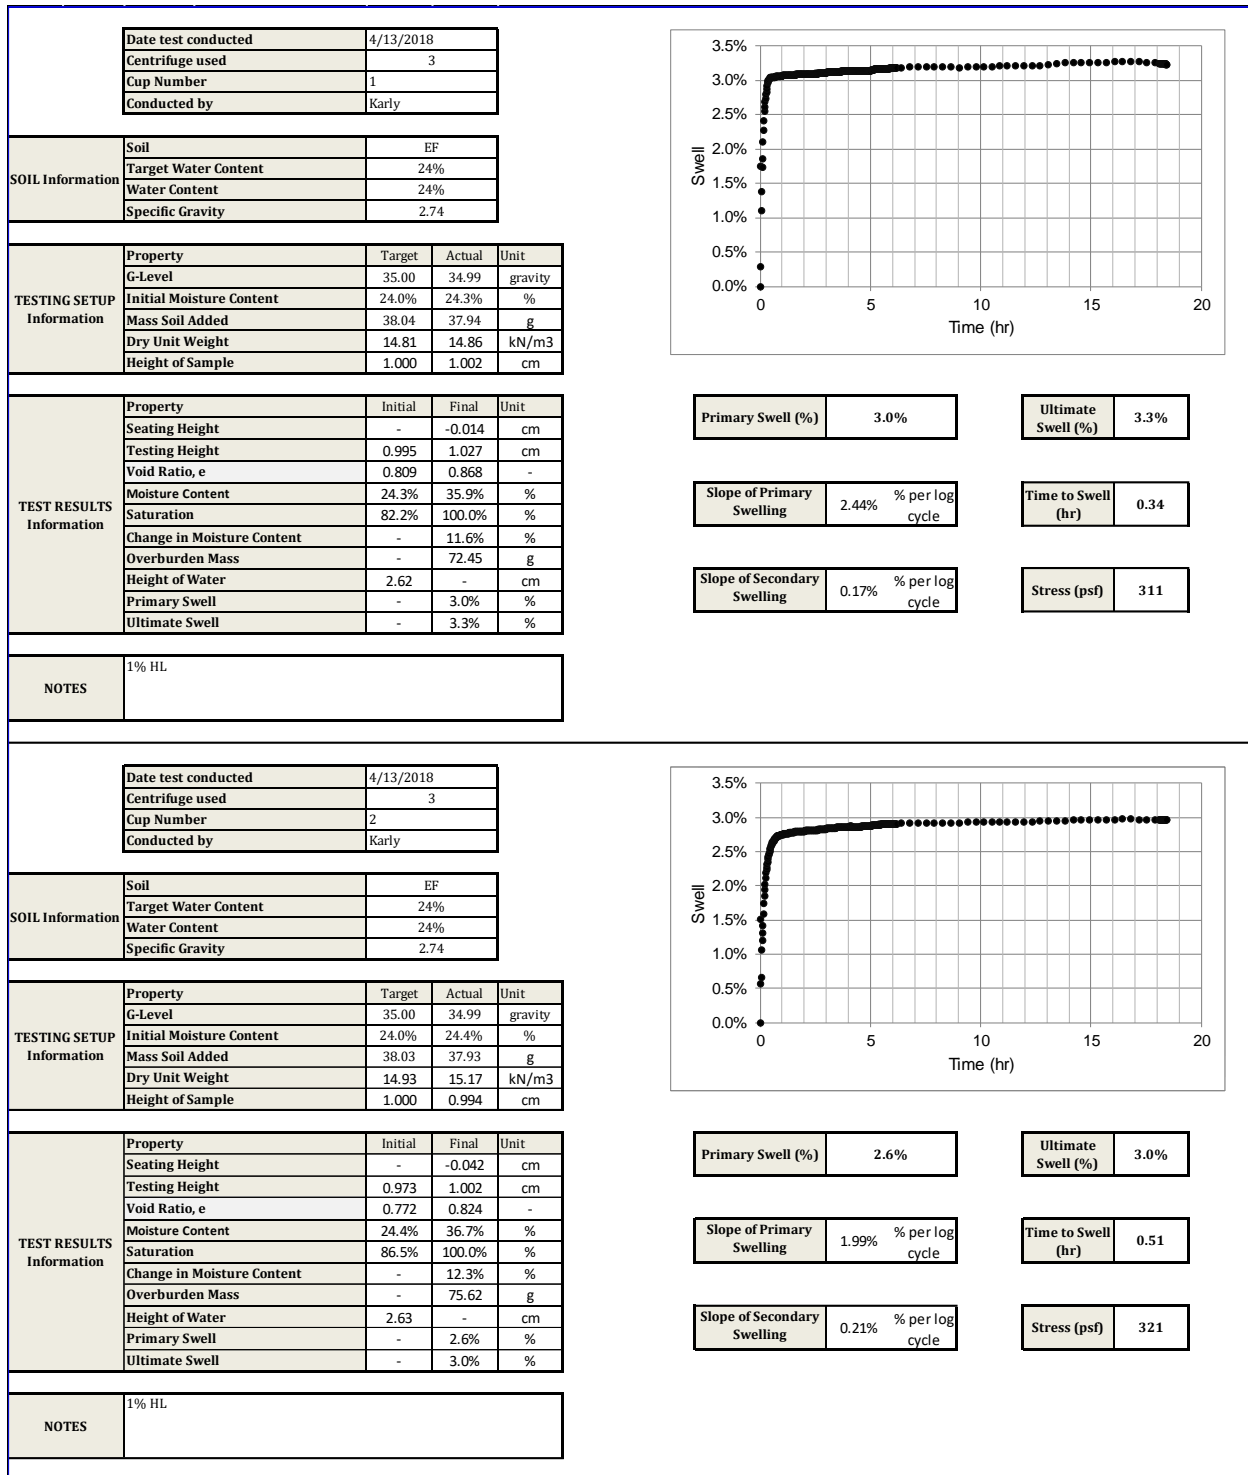 Date test conducted 4/13/2018
Centrifuge used 3
Cup Number 1
Conducted by Karly
SOIL Information
Soil EF
Target Water Content 24%
Water Content 24%
Specific Gravity 2.74
TESTING SETUP
Information
Property Target Actual Unit
G-Level 35.00 34.99 gravity
Initial Moisture Content 24.0% 24.3% %
Mass Soil Added 38.04 37.94 g
Dry Unit Weight 14.81 14.86 kN/m3
Height of Sample 1.000 1.002 cm
TEST RESULTS
Information
Property Initial Final Unit
Seating Height - -0.014 cm
Testing Height 0.995 1.027 cm
Void Ratio, e 0.809 0.868 -
Moisture Content 24.3% 35.9% %
Saturation 82.2% 100.0% %
Change in Moisture Content - 11.6% %
Overburden Mass - 72.45 g
Height of Water 2.62 - cm
Primary Swell - 3.0% %
Ultimate Swell - 3.3% %
NOTES
1% HL
3.5%
3.0%
2.5%
2.0%
1.5%
1.0%
0.5%
0.0%
Swell
0 5 10 15 20
Time (hr)
Primary Swell (%) 3.0%
Ultimate
Swell (%) 3.3%
Slope of Primary
Swelling 2.44% % per log
cycle
Time to Swell
(hr) 0.34
Slope of Secondary
Swelling 0.17% % per log
cycle
Stress (psf) 311
Date test conducted 4/13/2018
Centrifuge used 3
Cup Number 2
Conducted by Karly
SOIL Information
Soil EF
Target Water Content 24%
Water Content 24%
Specific Gravity 2.74
TESTING SETUP
Information
Property Target Actual Unit
G-Level 35.00 34.99 gravity
Initial Moisture Content 24.0% 24.4% %
Mass Soil Added 38.03 37.93 g
Dry Unit Weight 14.93 15.17 kN/m3
Height of Sample 1.000 0.994 cm
TEST RESULTS
Information
Property Initial Final Unit
Seating Height - -0.042 cm
Testing Height 0.973 1.002 cm
Void Ratio, e 0.772 0.824 -
Moisture Content 24.4% 36.7% %
Saturation 86.5% 100.0% %
Change in Moisture Content - 12.3% %
Overburden Mass - 75.62 g
Height of Water 2.63 - cm
Primary Swell - 2.6% %
Ultimate Swell - 3.0% %
NOTES
1% HL
3.5%
3.0%
2.5%
2.0%
1.5%
1.0%
0.5%
0.0%
Swell
0 5 10 15 20
Time (hr)
Primary Swell (%) 2.6%
Ultimate
Swell (%) 3.0%
Slope of Primary
Swelling 1.99% % per log
cycle
Time to Swell
(hr) 0.51
Slope of Secondary
Swelling 0.21% % per log
cycle
Stress (psf) 321